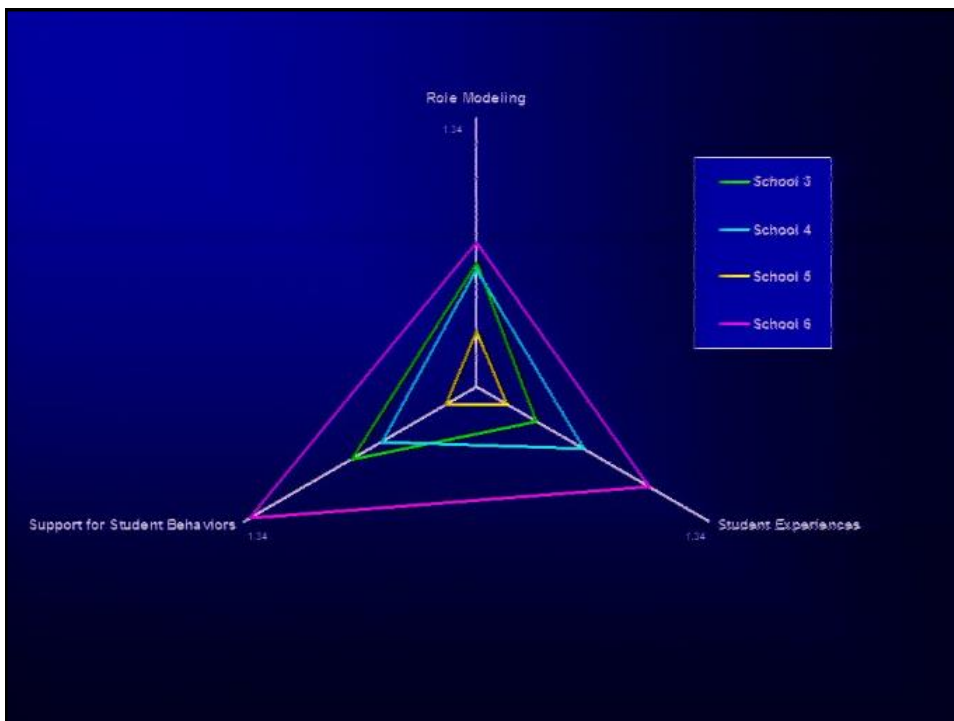 Role Modeling
1.34
School 3
School 4
School 5
School 6
Support for Student Behaviors
1.34
Student Experiences
1.34